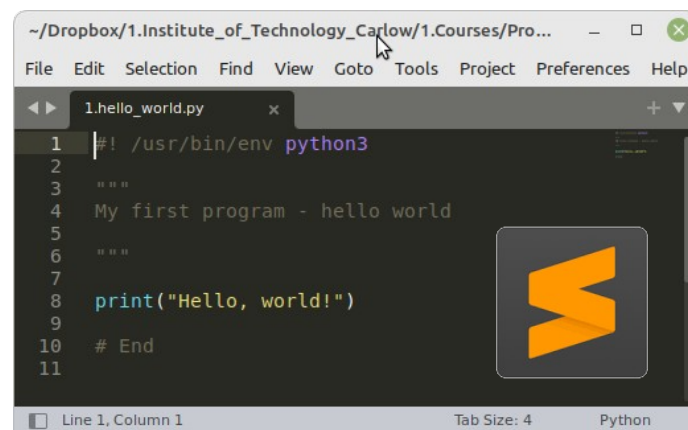 ~/Dropbox/1.Institute_of_Technology_Carlow/1.Courses/Pro...
File Edit Selection Find View Goto Tools Project Preferences Help
1.hello_world.py ×
1 #! /usr/bin/env python3
2
3 """
4 My first program - hello world
5
6 """
7
8 print("Hello, world!")
9
10 # End
11
Line 1, Column 1 Tab Size: 4 Python